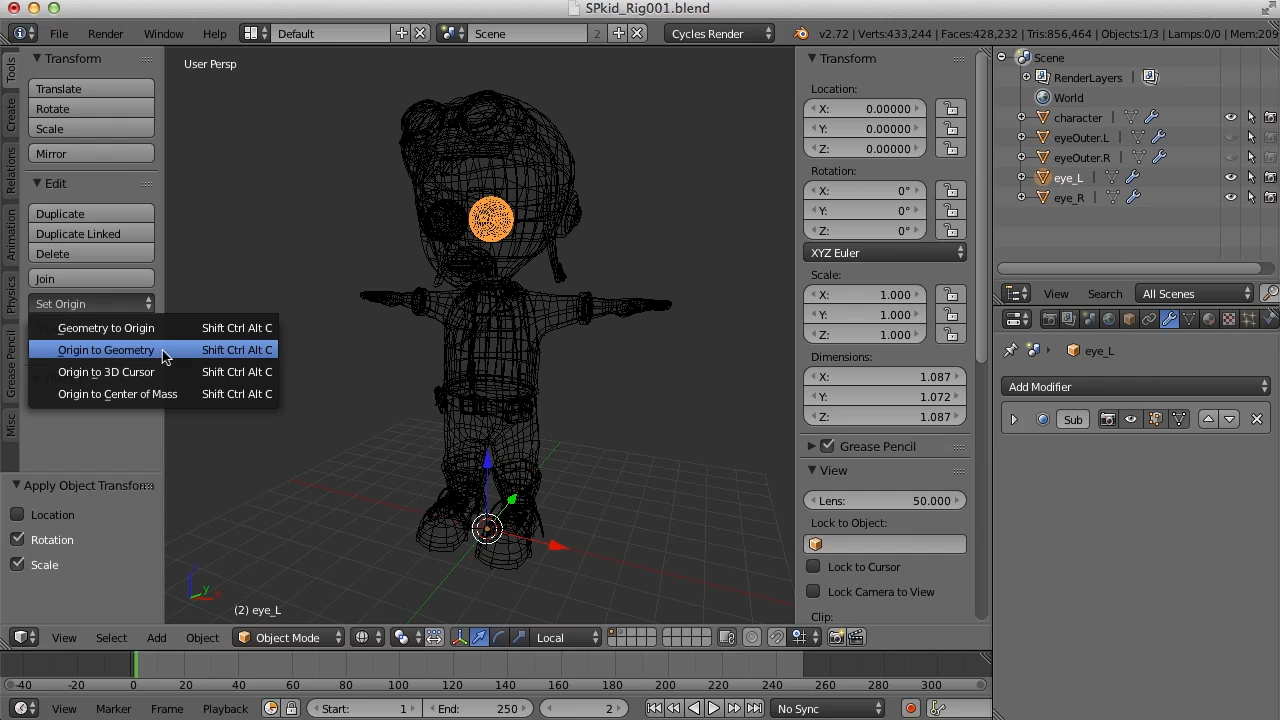 SPkid_Rig001.blend
File Render Window Help Default Scene 2 Cycles Render v2.72 | Verts:433,244 | Faces:428,232 | Tris:856,464 | Objects:1/3 | Lamps:0/0 | Mem:209
Tools
Create
Relations
Animation
Physics
Grease Pencil
Misc
Transform
Translate
Rotate
Scale
Mirror
Edit
Duplicate
Duplicate Linked
Delete
Join
Set Origin
Geometry to Origin Shift Ctrl Alt C
Origin to Geometry Shift Ctrl Alt C
Origin to 3D Cursor Shift Ctrl Alt C
Origin to Center of Mass Shift Ctrl Alt C
Apply Object Transform
Location
Rotation
Scale
User Persp
z
y
x
(2) eye_L
Transform
Location:
X: 0.00000
Y: 0.00000
Z: 0.00000
Rotation:
X: 0°
Y: 0°
Z: 0°
XYZ Euler
Scale:
X: 1.000
Y: 1.000
Z: 1.000
Dimensions:
X: 1.087
Y: 1.072
Z: 1.087
Grease Pencil
View
Lens: 50.000
Lock to Object:
Lock to Cursor
Lock Camera to View
Clip:
Scene
RenderLayers
World
character
eyeOuter.L
eyeOuter.R
eye_L
eye_R
View Search All Scenes
eye_L
Add Modifier
Sub
View Select Add Object Object Mode Local
-40 -20 0 20 40 60 80 100 120 140 160 180 200 220 240 260 280 300
View Marker Frame Playback Start: 1 End: 250 2 No Sync